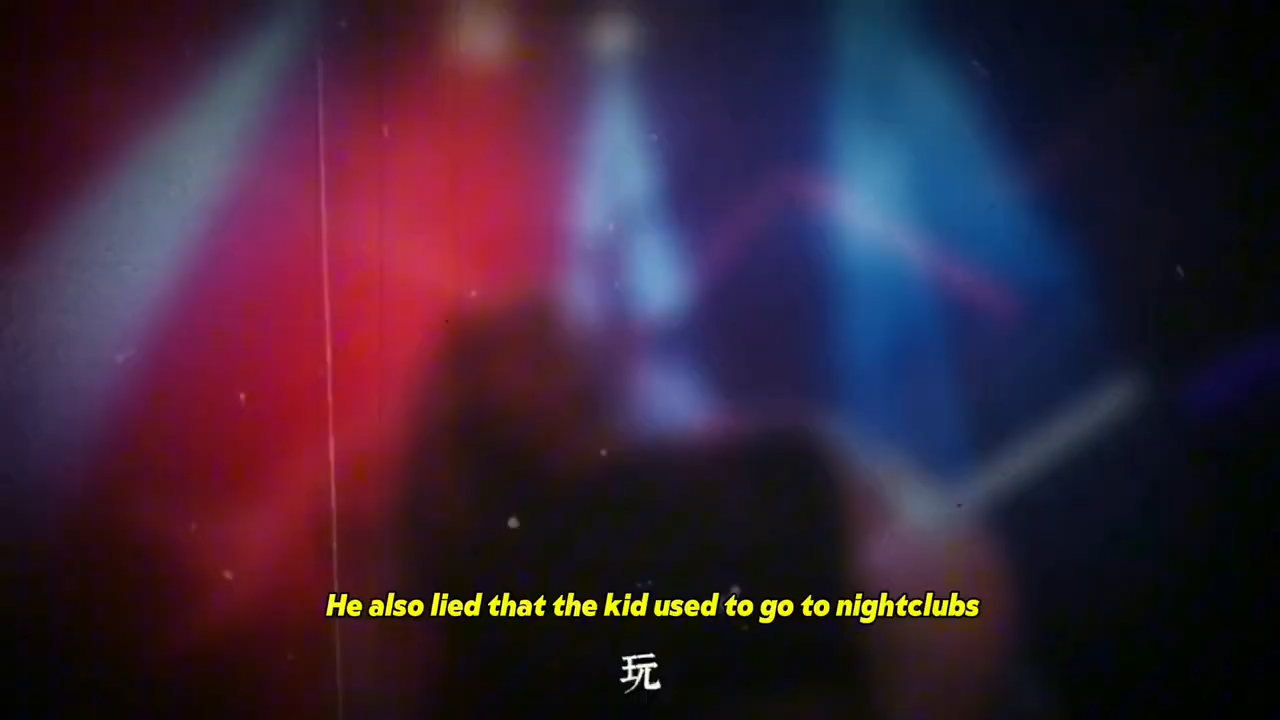 He also lied that the kid used to go to nightclubs
玩